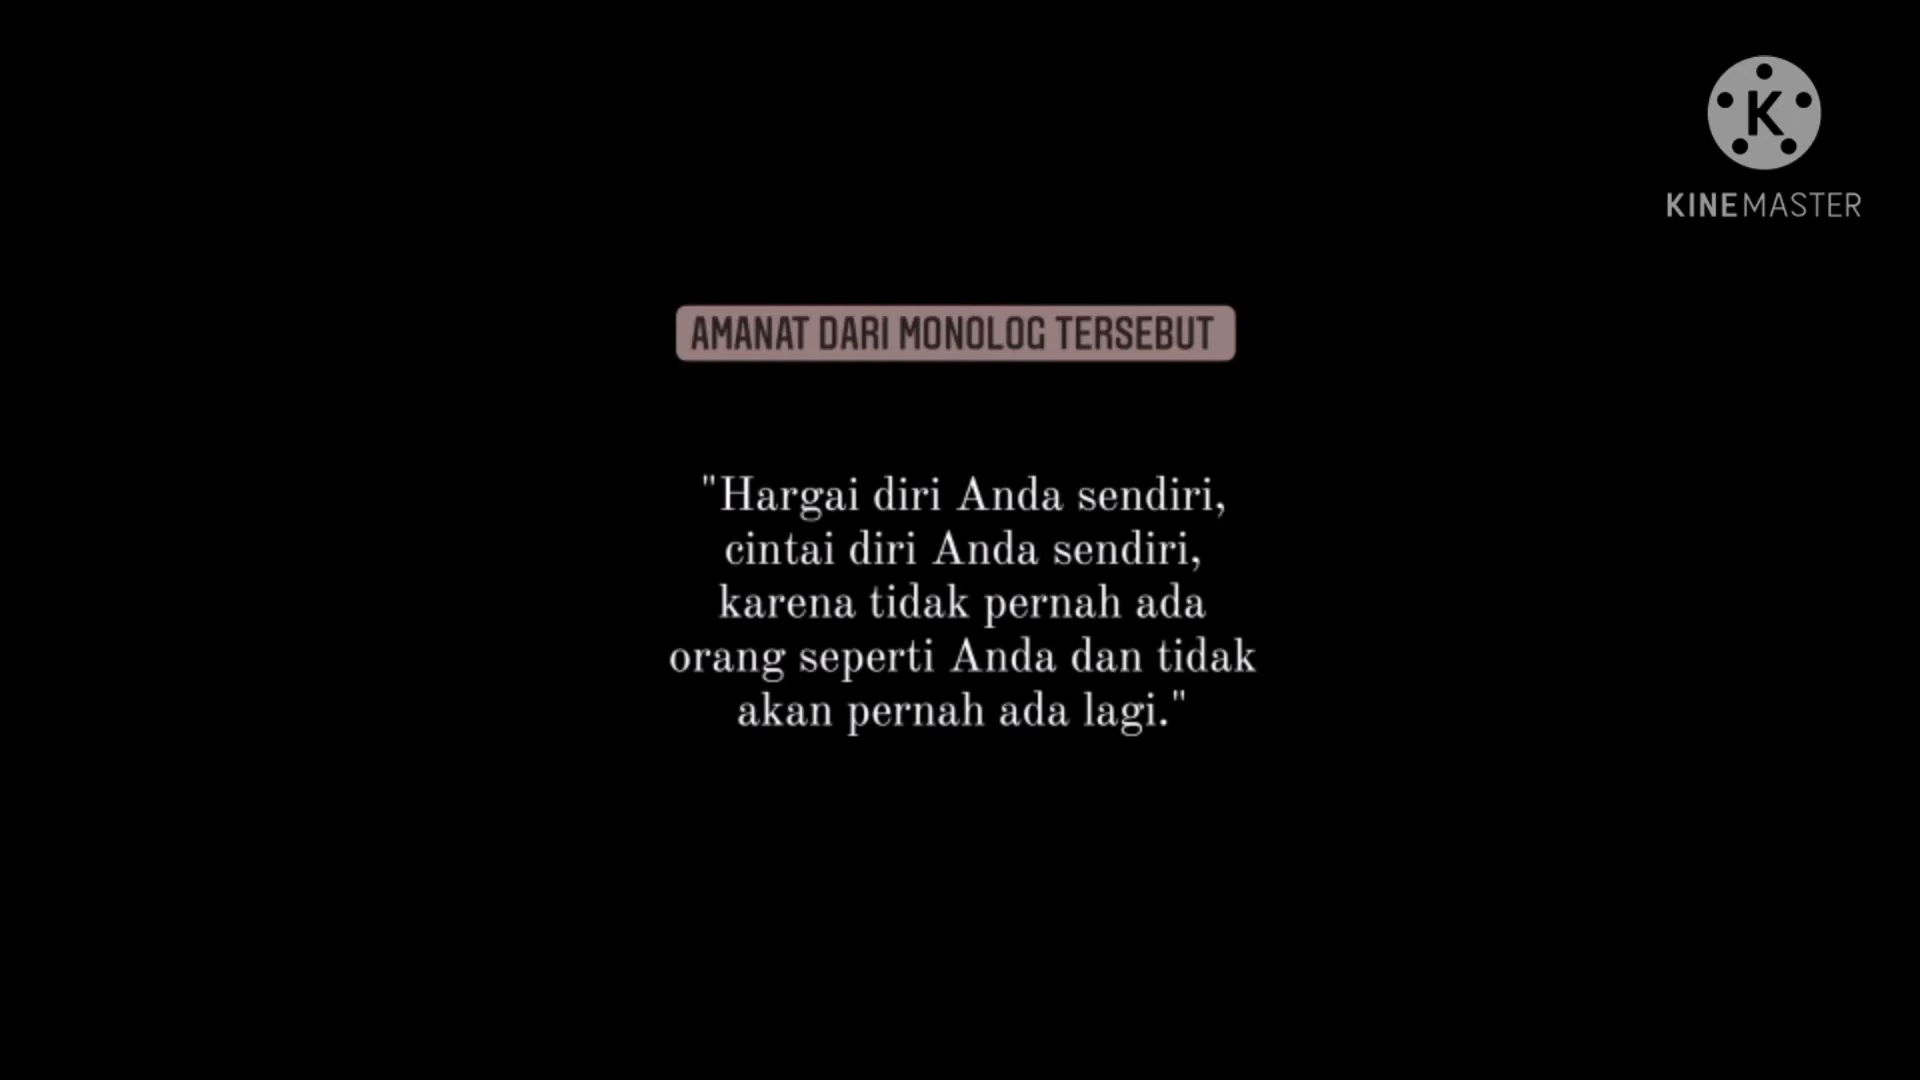 K
KINEMASTER
AMANAT DARI MONOLOG TERSEBUT
"Hargai diri Anda sendiri,
cintai diri Anda sendiri,
karena tidak pernah ada
orang seperti Anda dan tidak
akan pernah ada lagi."